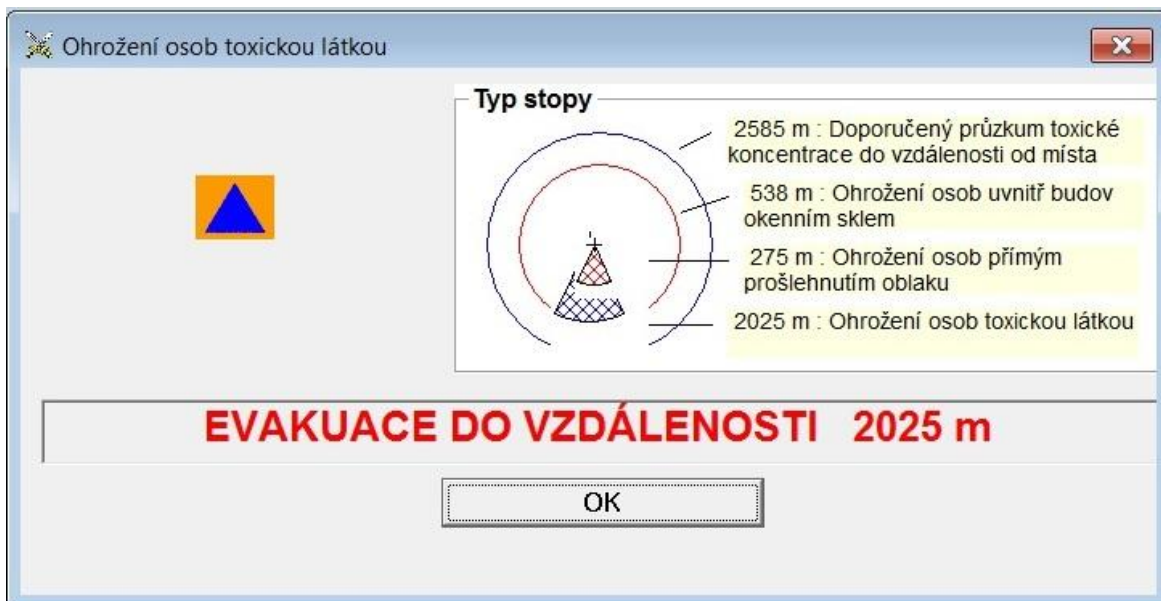 Ohrožení osob toxickou látkou
Typ stopy
2585 m : Doporučený průzkum toxické
koncentrace do vzdálenosti od místa
538 m : Ohrožení osob uvnitř budov
okenním sklem
275 m : Ohrožení osob přímým
prošlehnutím oblaku
2025 m : Ohrožení osob toxickou látkou
EVAKUACE DO VZDÁLENOSTI 2025 m
OK